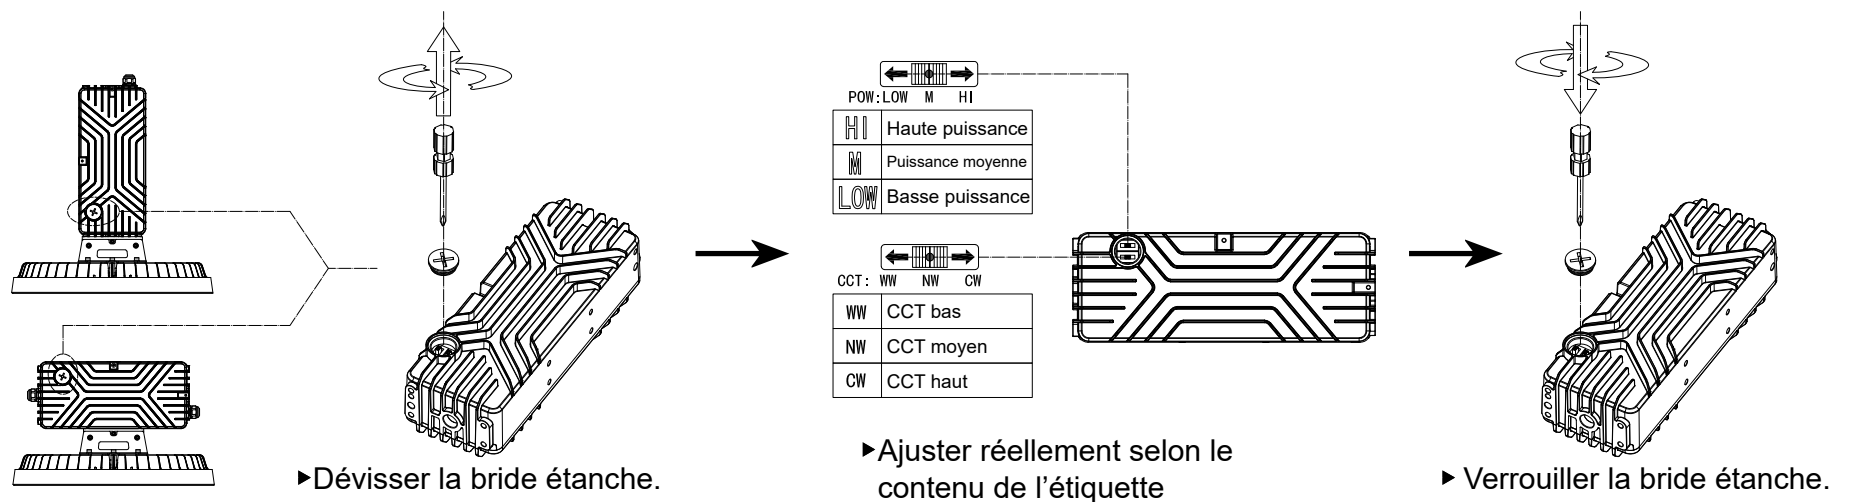 POW: LOW M HI
HI Haute puissance
M Puissance moyenne
LOW Basse puissance
CCT: WW NW CW
WW CCT bas
NW CCT moyen
CW CCT haut
▶Dévisser la bride étanche.
▶Ajuster réellement selon le
contenu de l’étiquette
▶ Verrouiller la bride étanche.